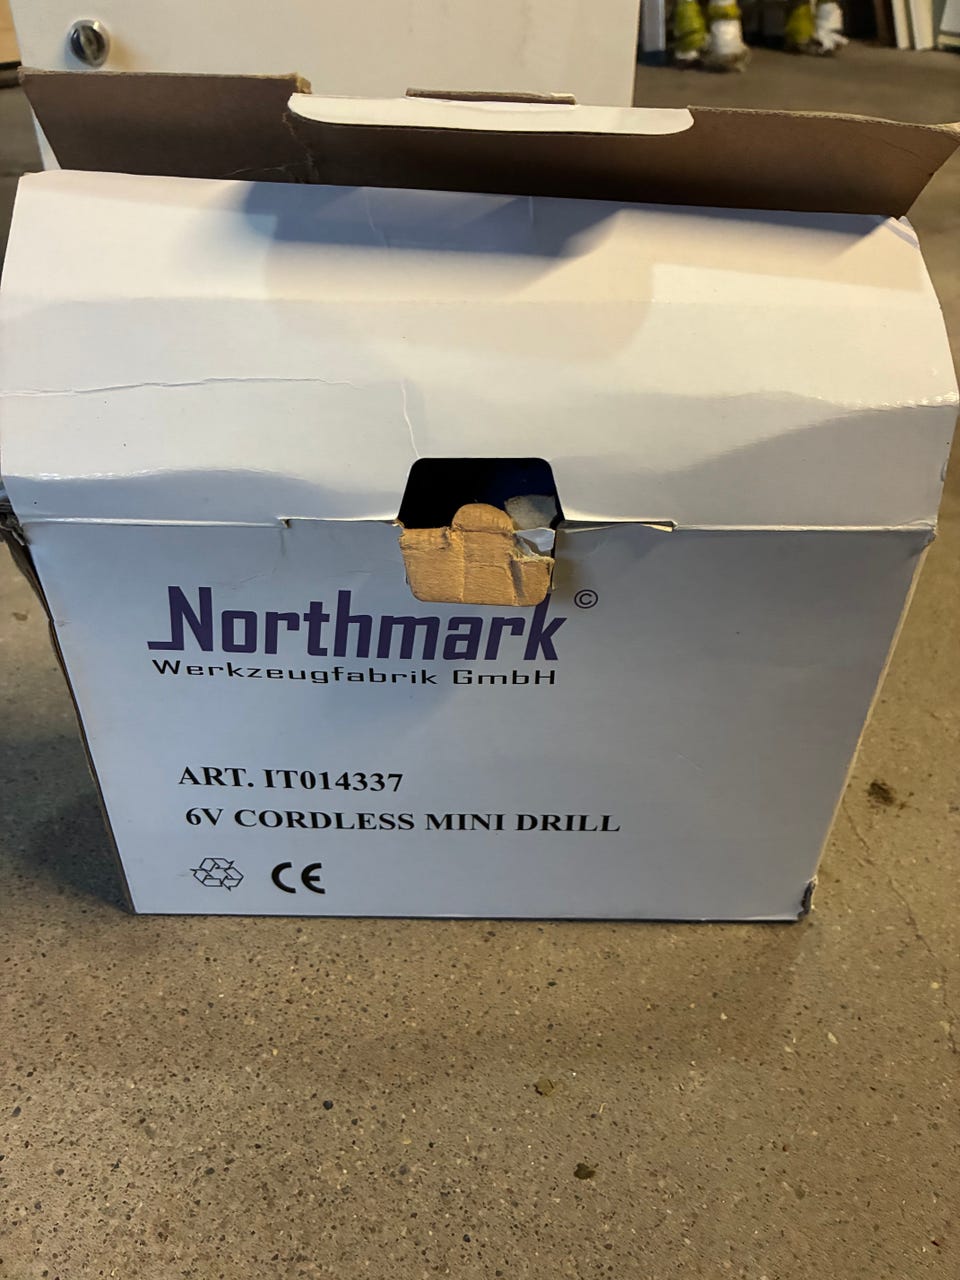 Northmark ©
Werkzeugfabrik GmbH
ART. IT014337
6V CORDLESS MINI DRILL
CE